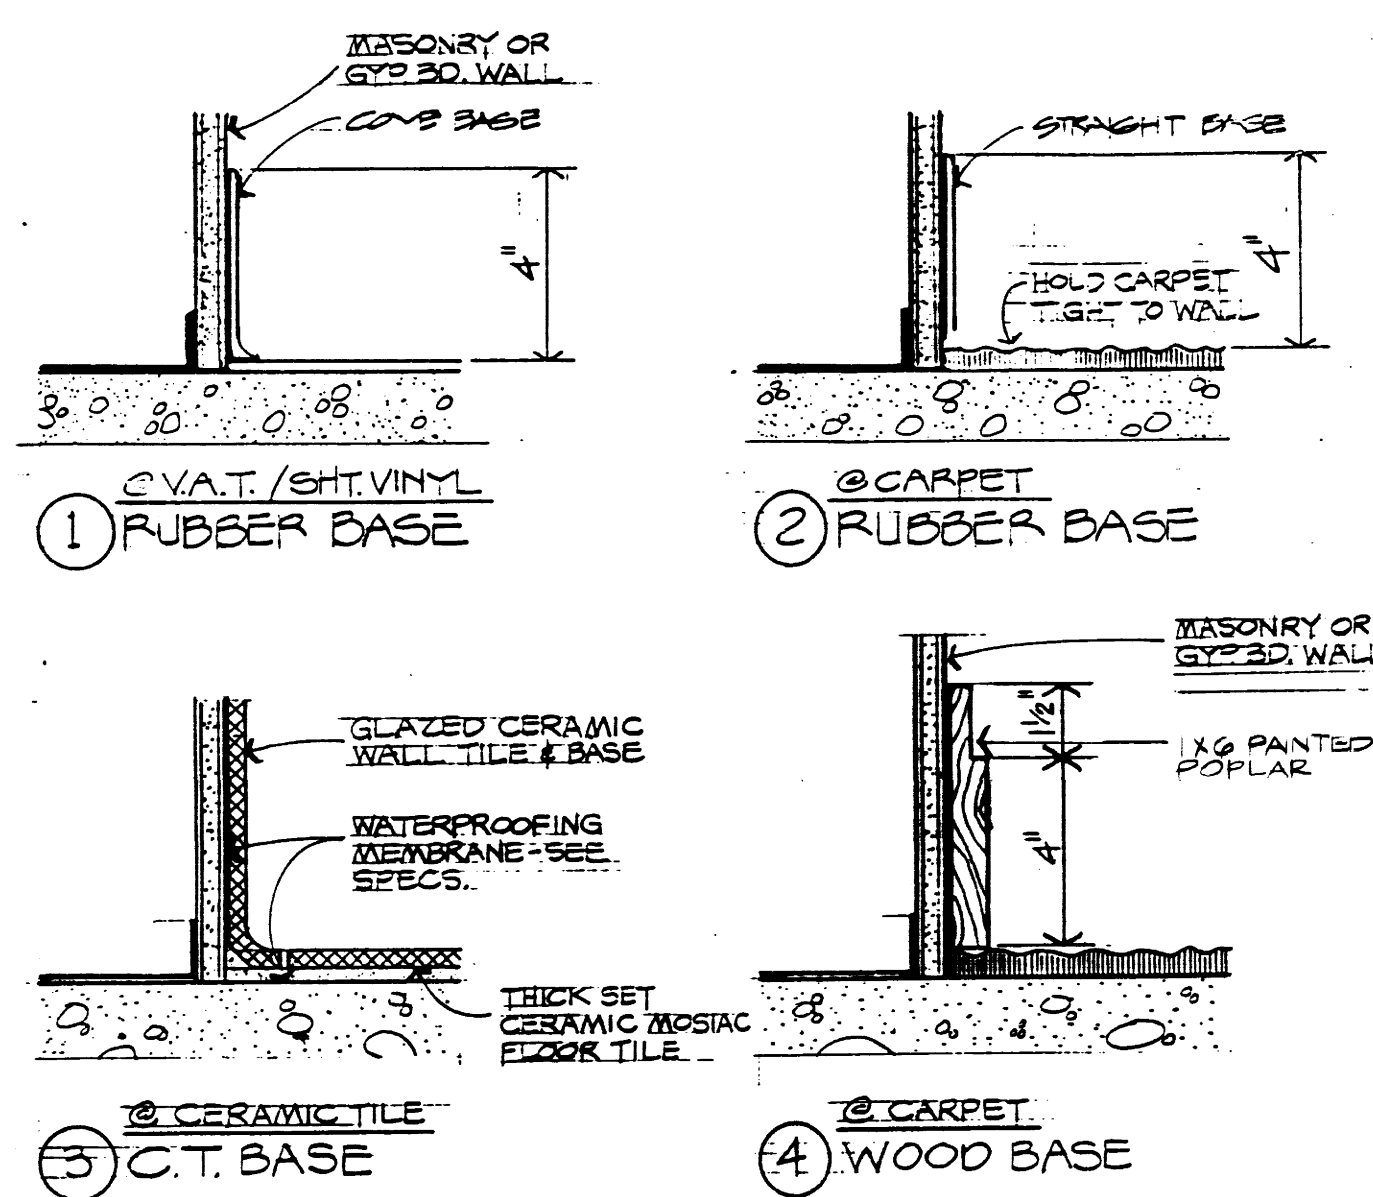 MASONRY OR
GYP BD. WALL
COVE BASE
4"
@ V.A.T. / SHT. VINYL
1 RUBBER BASE
STRAIGHT BASE
4"
HOLD CARPET
TIGHT TO WALL
@ CARPET
2 RUBBER BASE
GLAZED CERAMIC
WALL TILE & BASE
WATERPROOFING
MEMBRANE-SEE
SPECS.
THICK SET
CERAMIC MOSIAC
FLOOR TILE
@ CERAMIC TILE
3 C.T. BASE
MASONRY OR
GYP BD. WALL
1 1/2"
1X6 PAINTED
POPLAR
4"
@ CARPET
4 WOOD BASE